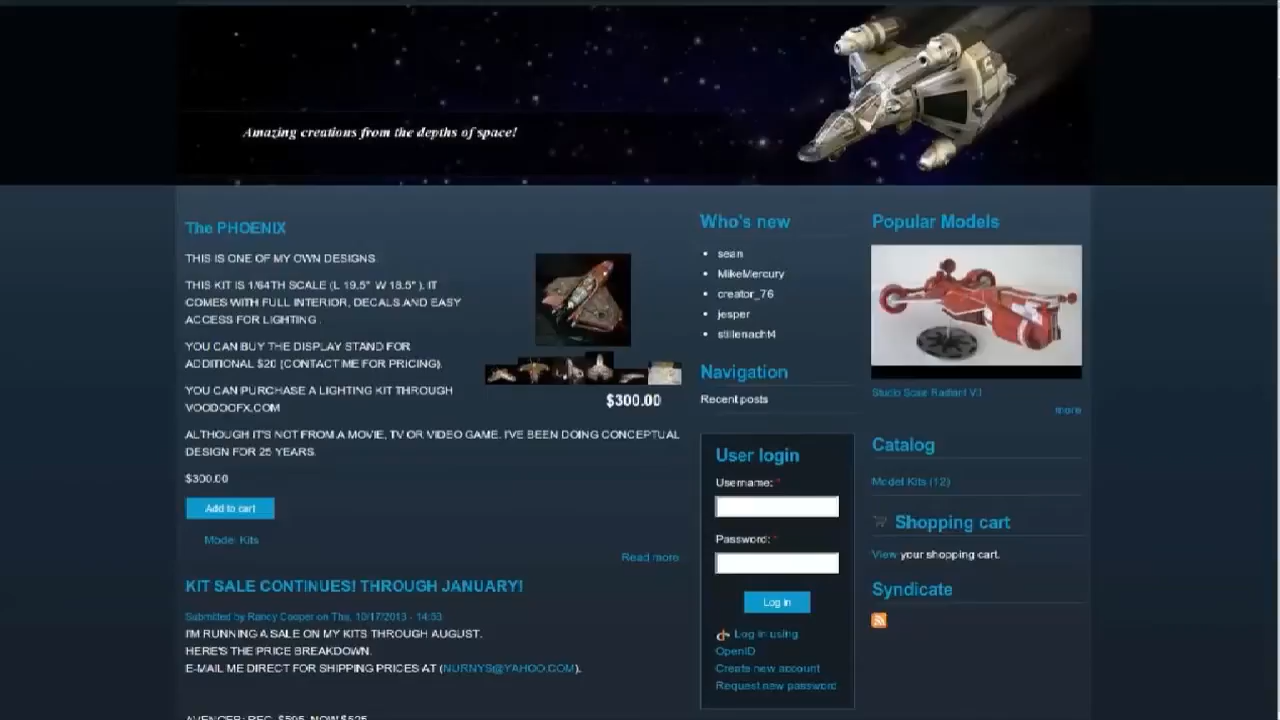 Amazing creations from the depths of space!
The PHOENIX
THIS IS ONE OF MY OWN DESIGNS.
THIS KIT IS 1/64TH SCALE (L 19.5" W 18.5" ). IT
COMES WITH FULL INTERIOR, DECALS AND EASY
ACCESS FOR LIGHTING .
YOU CAN BUY THE DISPLAY STAND FOR
ADDITIONAL $20 (CONTACT ME FOR PRICING).
YOU CAN PURCHASE A LIGHTING KIT THROUGH
VOODOOFX.COM
$300.00
ALTHOUGH IT'S NOT FROM A MOVIE, TV OR VIDEO GAME. I'VE BEEN DOING CONCEPTUAL
DESIGN FOR 25 YEARS.
$300.00
Add to cart
Model Kits
Read more
KIT SALE CONTINUES! THROUGH JANUARY!
Submitted by Randy Cooper on Thu, 10/17/2013 - 14:53
I'M RUNNING A SALE ON MY KITS THROUGH AUGUST.
HERE'S THE PRICE BREAKDOWN.
E-MAIL ME DIRECT FOR SHIPPING PRICES AT (NURNYS@YAHOO.COM).
AVENGER: REG. $595, NOW $525
Who's new
sean
MikeMercury
creator_76
jesper
stillenacht4
Navigation
Recent posts
User login
Username: *
Password: *
Log in
Log in using
OpenID
Create new account
Request new password
Popular Models
Studio Scale Radiant VII
more
Catalog
Model Kits (12)
Shopping cart
View your shopping cart.
Syndicate